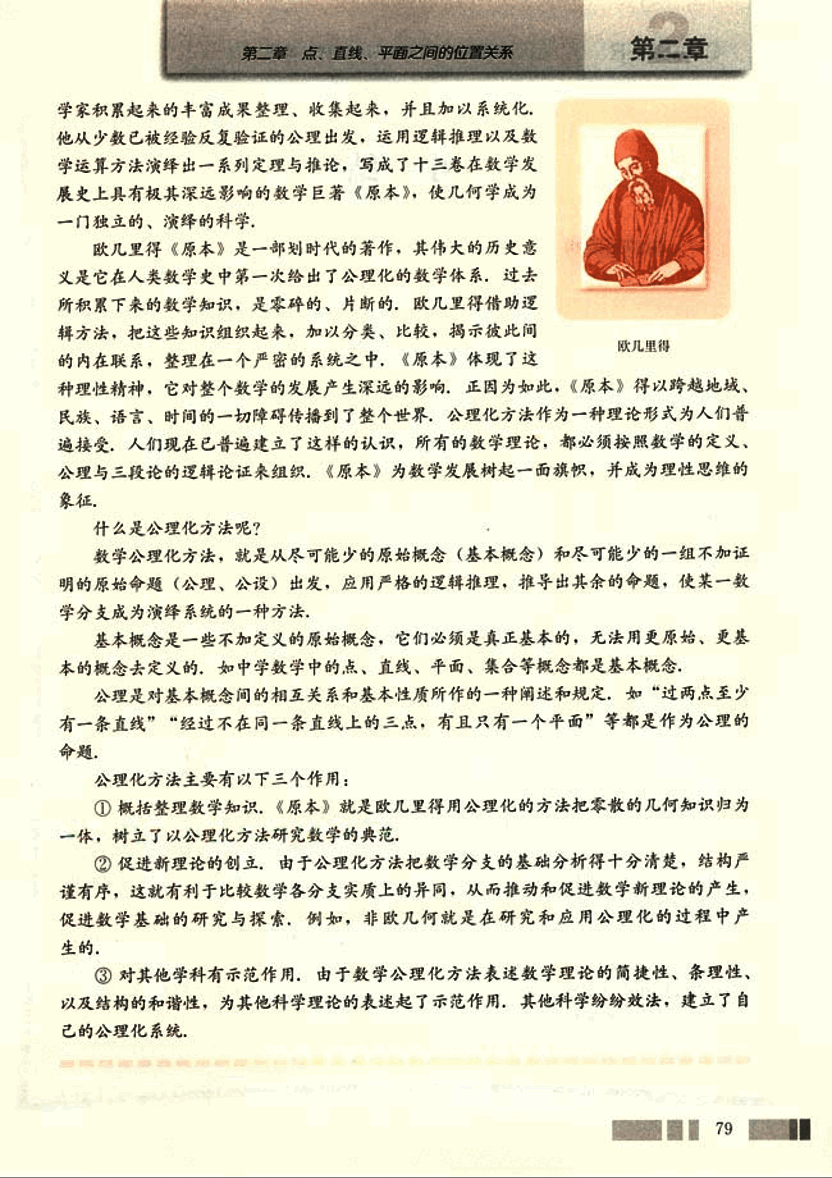 第二章 点、直线、平面之间的位置关系
第二章
学家积累起来的丰富成果整理、收集起来，并且加以系统化．
他从少数已被经验反复验证的公理出发，运用逻辑推理以及数
学运算方法演绎出一系列定理与推论，写成了十三卷在数学发
展史上具有极其深远影响的数学巨著《原本》，使几何学成为
一门独立的、演绎的科学．
欧几里得《原本》是一部划时代的著作，其伟大的历史意
义是它在人类数学史中第一次给出了公理化的数学体系．过去
所积累下来的数学知识，是零碎的、片断的．欧几里得借助逻
辑方法，把这些知识组织起来，加以分类、比较，揭示彼此间
的内在联系，整理在一个严密的系统之中．《原本》体现了这
欧几里得
种理性精神，它对整个数学的发展产生深远的影响．正因为如此，《原本》得以跨越地域、
民族、语言、时间的一切障碍传播到了整个世界．公理化方法作为一种理论形式为人们普
遍接受．人们现在已普遍建立了这样的认识，所有的数学理论，都必须按照数学的定义、
公理与三段论的逻辑论证来组织．《原本》为数学发展树起一面旗帜，并成为理性思维的
象征．
什么是公理化方法呢？
数学公理化方法，就是从尽可能少的原始概念（基本概念）和尽可能少的一组不加证
明的原始命题（公理、公设）出发，应用严格的逻辑推理，推导出其余的命题，使某一数
学分支成为演绎系统的一种方法．
基本概念是一些不加定义的原始概念，它们必须是真正基本的，无法用更原始、更基
本的概念去定义的．如中学数学中的点、直线、平面、集合等概念都是基本概念．
公理是对基本概念间的相互关系和基本性质所作的一种阐述和规定．如“过两点至少
有一条直线”“经过不在同一条直线上的三点，有且只有一个平面”等都是作为公理的
命题．
公理化方法主要有以下三个作用：
① 概括整理数学知识．《原本》就是欧几里得用公理化的方法把零散的几何知识归为
一体，树立了以公理化方法研究数学的典范．
② 促进新理论的创立．由于公理化方法把数学分支的基础分析得十分清楚，结构严
谨有序，这就有利于比较数学各分支实质上的异同，从而推动和促进数学新理论的产生，
促进数学基础的研究与探索．例如，非欧几何就是在研究和应用公理化的过程中产
生的．
③ 对其他学科有示范作用．由于数学公理化方法表述数学理论的简捷性、条理性、
以及结构的和谐性，为其他科学理论的表述起了示范作用．其他科学纷纷效法，建立了自
己的公理化系统．
79